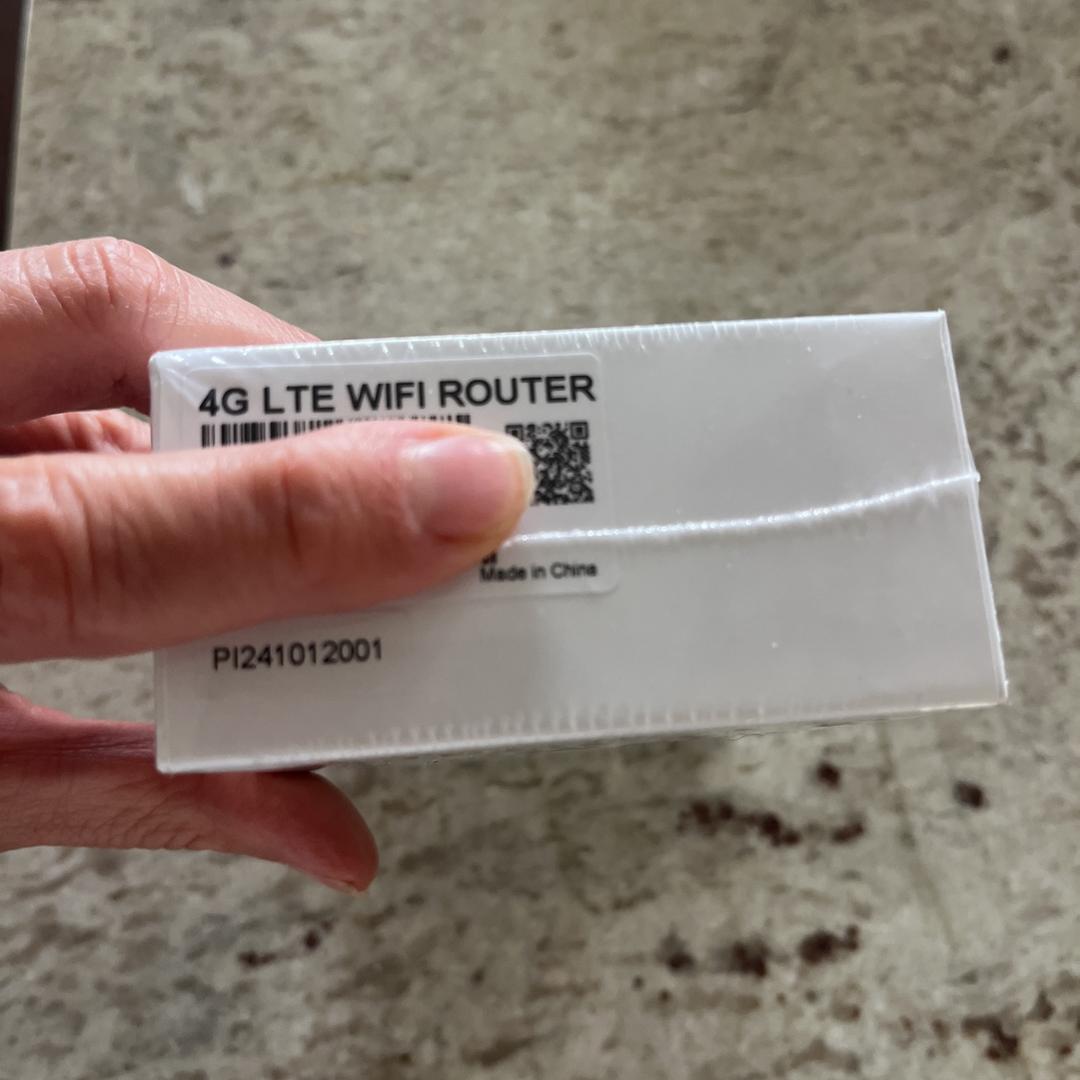 4G LTE WIFI ROUTER
Made in China
PI241012001